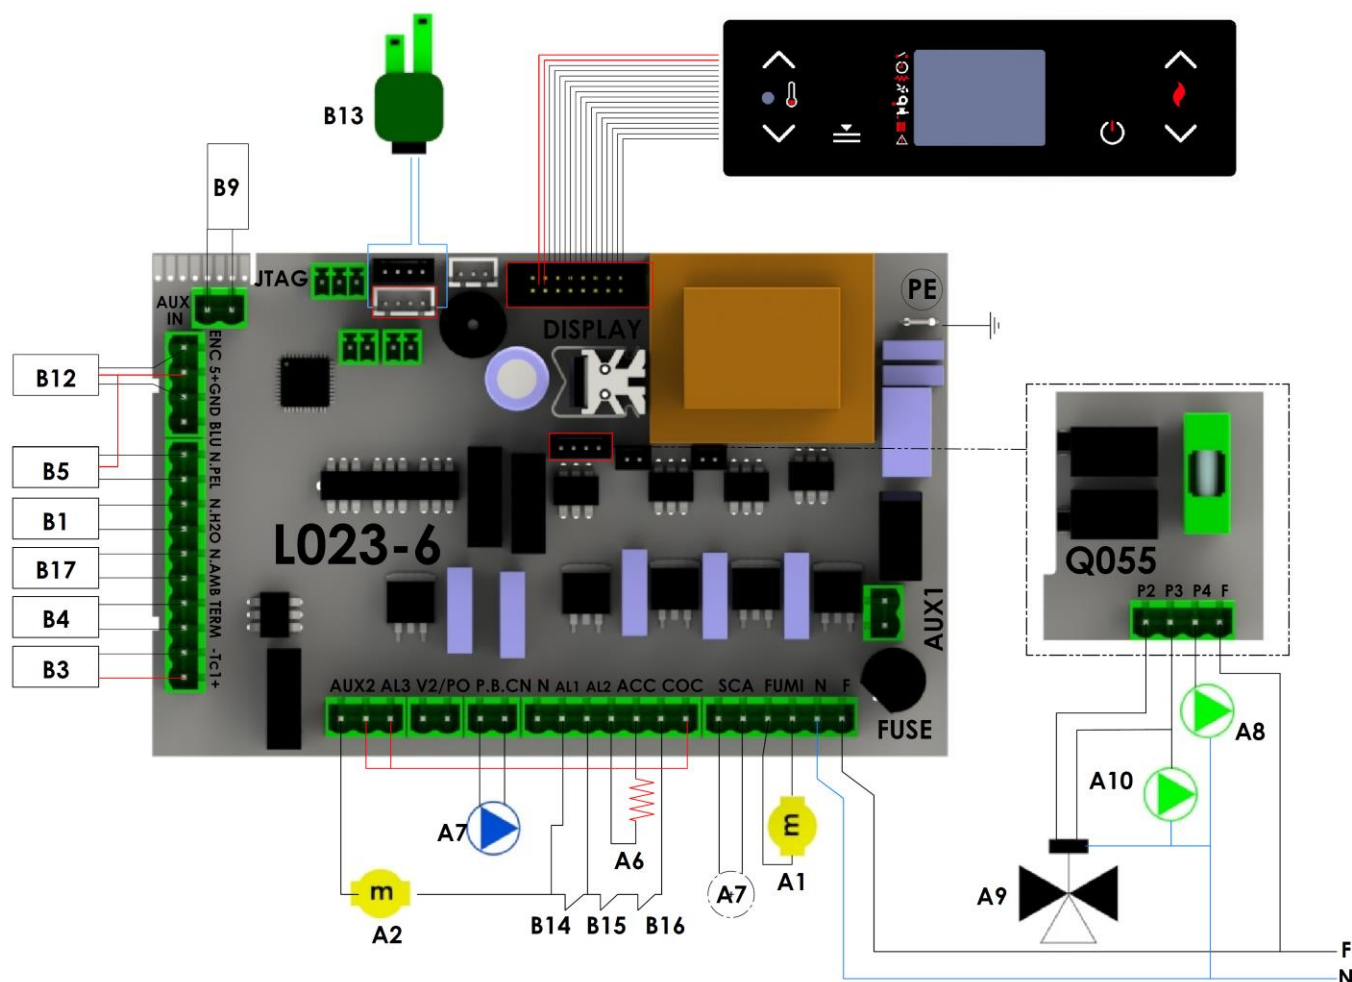 B13
B9
JTAG
AUX
IN
PE
DISPLAY
ENC 5+GND BLU N.PEL N.H2O N.AMB TERM -Tc1+
B12
B5
B1
B17
B4
B3
L023-6
Q055
P2 P3 P4 F
AUX1
FUSE
AUX2 AL3 V2/PO P.B.CN N AL1 AL2 ACC COC SCA FUMI N F
A8
A10
A7
m
A6
A7
A1
m
A2
B14 B15 B16
A9
F
N